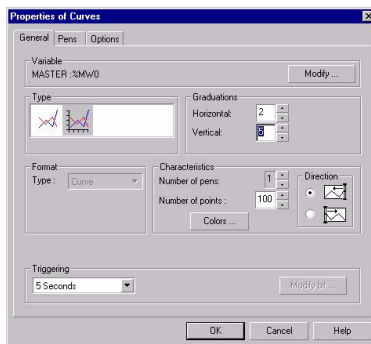 Properties of Curves
General Pens Options
Variable
MASTER :%MW0
Modify ...
Type
Graduations
Horizontal: 2
Vertical: 5
Format
Type : Curve
Characteristics
Number of pens: 1
Number of points : 100
Colors ...
Direction
Triggering
5 Seconds
Modify bit ...
OK Cancel Help